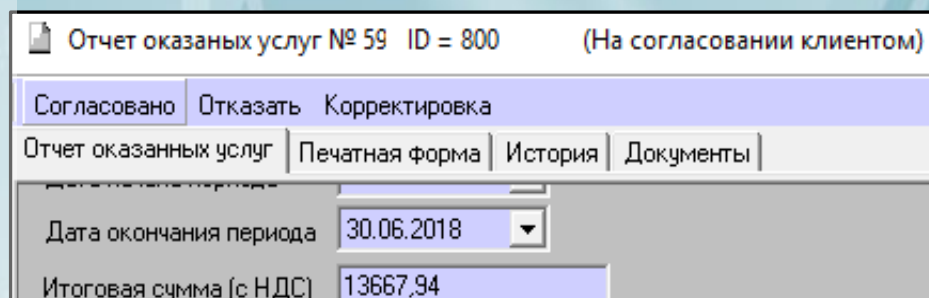 Отчет оказаных услуг № 59 ID = 800 (На согласовании клиентом)
Согласовано Отказать Корректировка
Отчет оказанных услуг Печатная форма История Документы
Дата окончания периода 30.06.2018
Итоговая сумма (с НДС) 13667,94